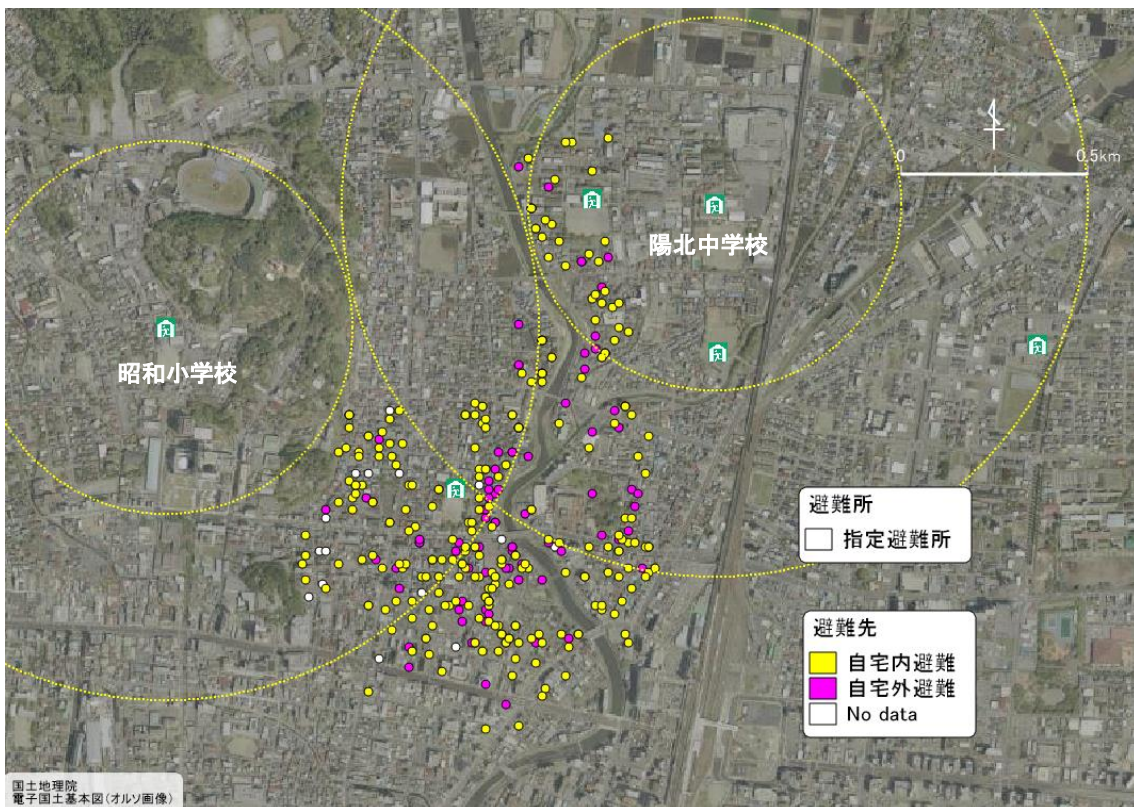 0
0.5km
陽北中学校
昭和小学校
避難所
指定避難所
避難先
自宅内避難
自宅外避難
No data
国土地理院
電子国土基本図(オルソ画像)